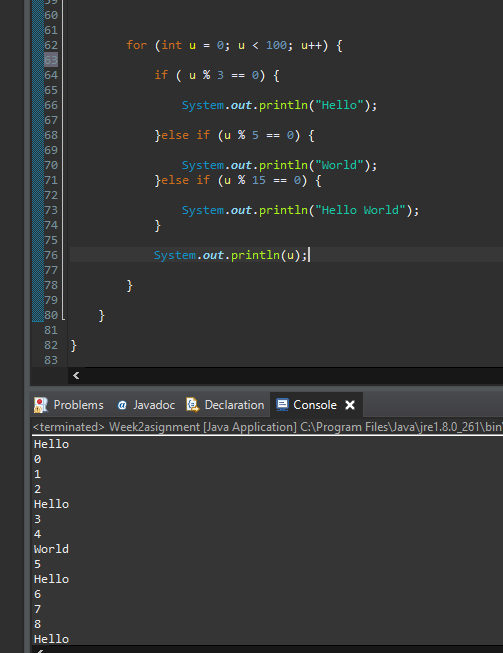 59
60
61
62 for (int u = 0; u < 100; u++) {
63
64 if ( u % 3 == 0) {
65
66 System.out.println("Hello");
67
68 }else if (u % 5 == 0) {
69
70 System.out.println("World");
71 }else if (u % 15 == 0) {
72
73 System.out.println("Hello World");
74 }
75
76 System.out.println(u);
77
78 }
79
80 }
81
82 }
83
Problems Javadoc Declaration Console
<terminated> Week2asignment [Java Application] C:\Program Files\Java\jre1.8.0_261\bin\
Hello
0
1
2
Hello
3
4
World
5
Hello
6
7
8
Hello